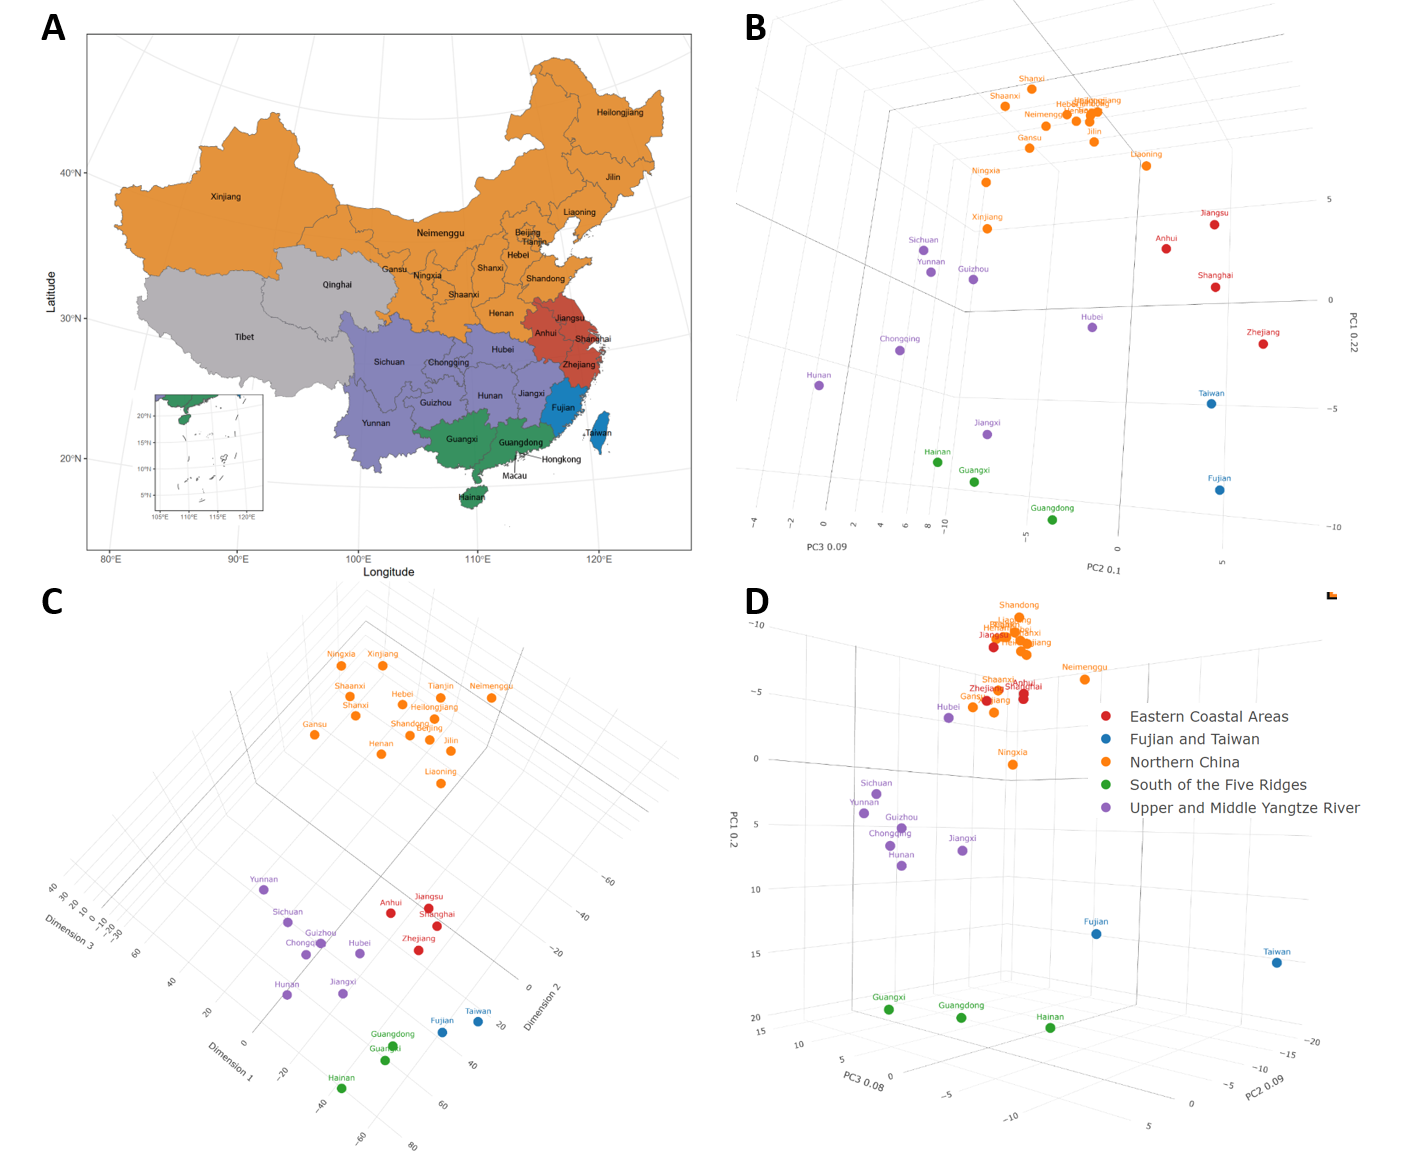 A
Heilongjiang
Jilin
Liaoning
Xinjiang
Neimenggu
Beijing
Tianjin
Hebei
Gansu
Ningxia
Shanxi
Shandong
Qinghai
Shaanxi
Henan
Jiangsu
Anhui
Shanghai
Tibet
Hubei
Sichuan
Chongqing
Zhejiang
Guizhou
Hunan
Jiangxi
Fujian
Yunnan
Guangxi
Guangdong
Taiwan
Hongkong
Macau
Hainan
40°N
30°N
20°N
Latitude
20°N
15°N
10°N
5°N
105°E 110°E 115°E 120°E
80°E 90°E 100°E 110°E 120°E
Longitude
B
Shanxi
Shaanxi
Neimenggu
Gansu
Jilin
Liaoning
Ningxia
Xinjiang
Jiangsu
Anhui
Sichuan
Yunnan
Guizhou
Shanghai
Hubei
Zhejiang
Chongqing
Hunan
Taiwan
Jiangxi
Hainan
Guangxi
Fujian
Guangdong
5
0
−5
−10
PC1 0.22
−4 −2 0 2 4 6 8
PC3 0.09
−10 −5 0 5
PC2 0.1
C
Ningxia
Xinjiang
Shaanxi
Shanxi
Hebei
Tianjin
Neimenggu
Heilongjiang
Gansu
Shandong
Beijing
Henan
Jilin
Liaoning
Yunnan
Anhui
Jiangsu
Shanghai
Sichuan
Guizhou
Chongqing
Hubei
Zhejiang
Hunan
Jiangxi
Taiwan
Fujian
Guangdong
Guangxi
Hainan
40 30 20 10 0 −10 −20 −30
Dimension 3
60 40 20 0 −20 −40 −60
Dimension 1
−60 −40 −20 0 20 40 60 80
Dimension 2
D
Shandong
Jiangsu
Neimenggu
Shaanxi
Anhui
Zhejiang
Shanghai
Gansu
Hubei
Ningxia
Sichuan
Yunnan
Guizhou
Chongqing
Jiangxi
Hunan
Fujian
Taiwan
Guangxi
Guangdong
Hainan
Eastern Coastal Areas
Fujian and Taiwan
Northern China
South of the Five Ridges
Upper and Middle Yangtze River
−10
−5
0
5
10
15
20
PC1 0.2
15 10 5 0 −5 −10
PC3 0.08
−20 −15 −10 −5 0 5
PC2 0.09